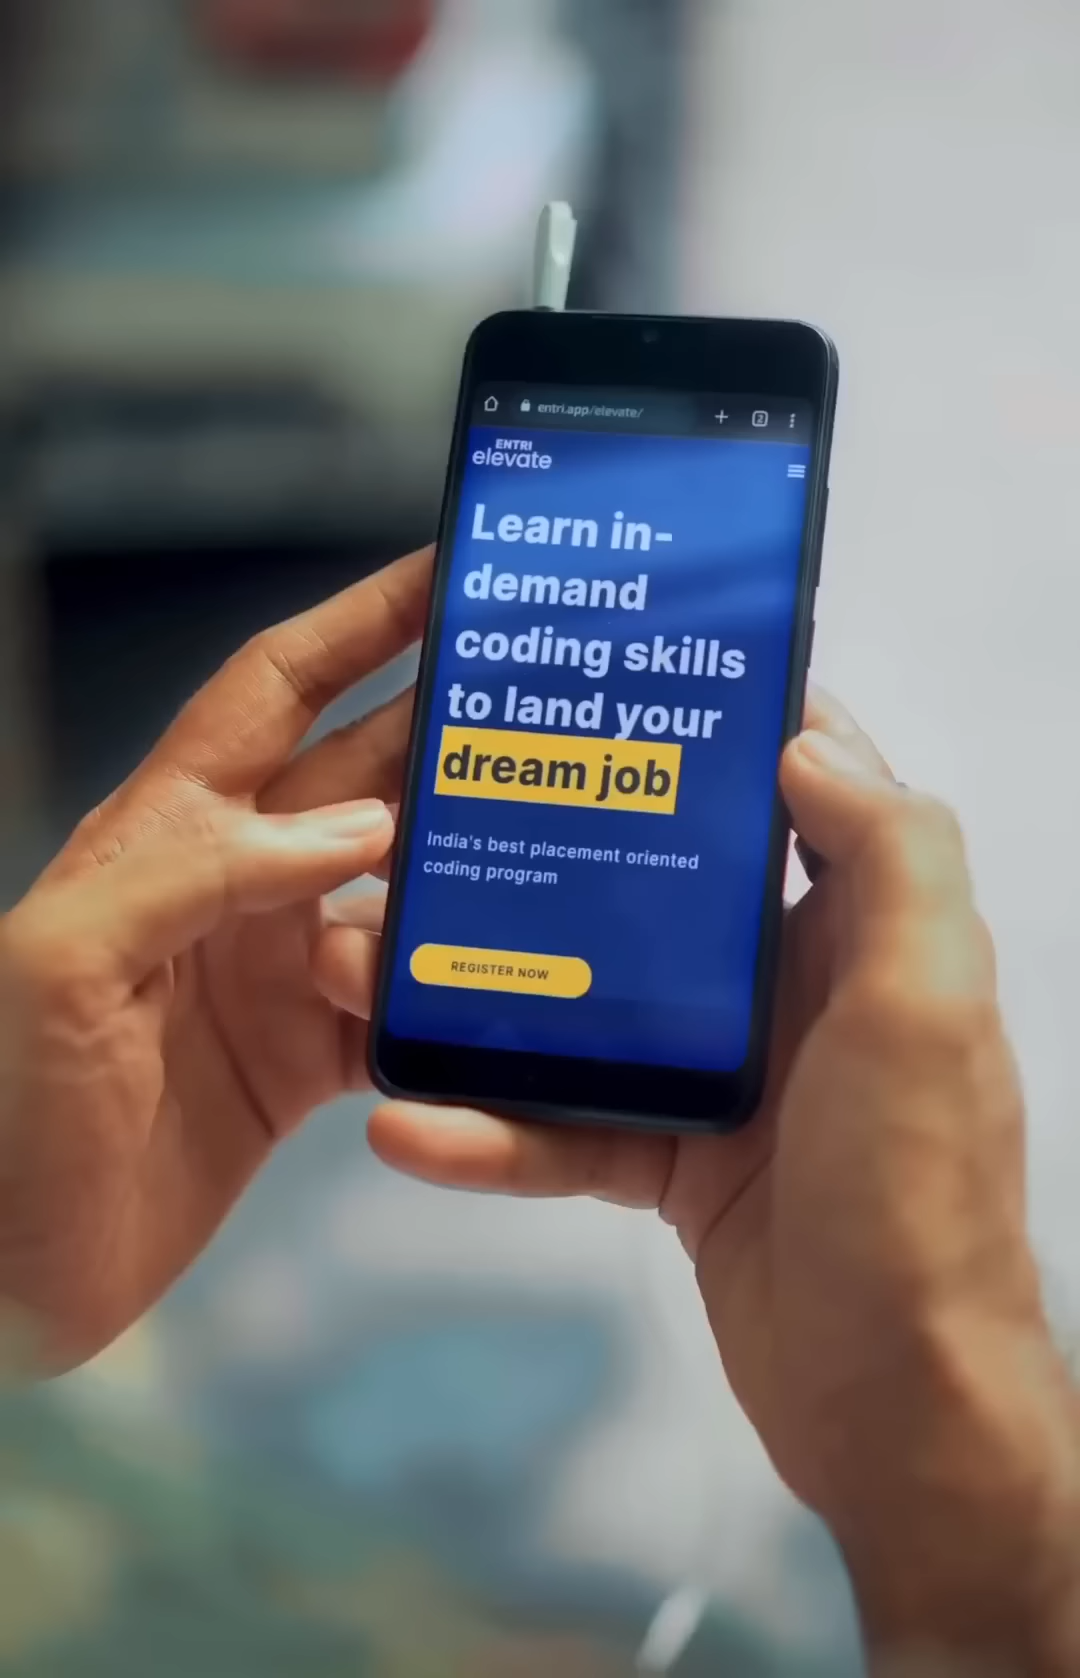 entri.app/elevate/
2
ENTRI
elevate
Learn in-
demand
coding skills
to land your
dream job
India's best placement oriented
coding program
REGISTER NOW